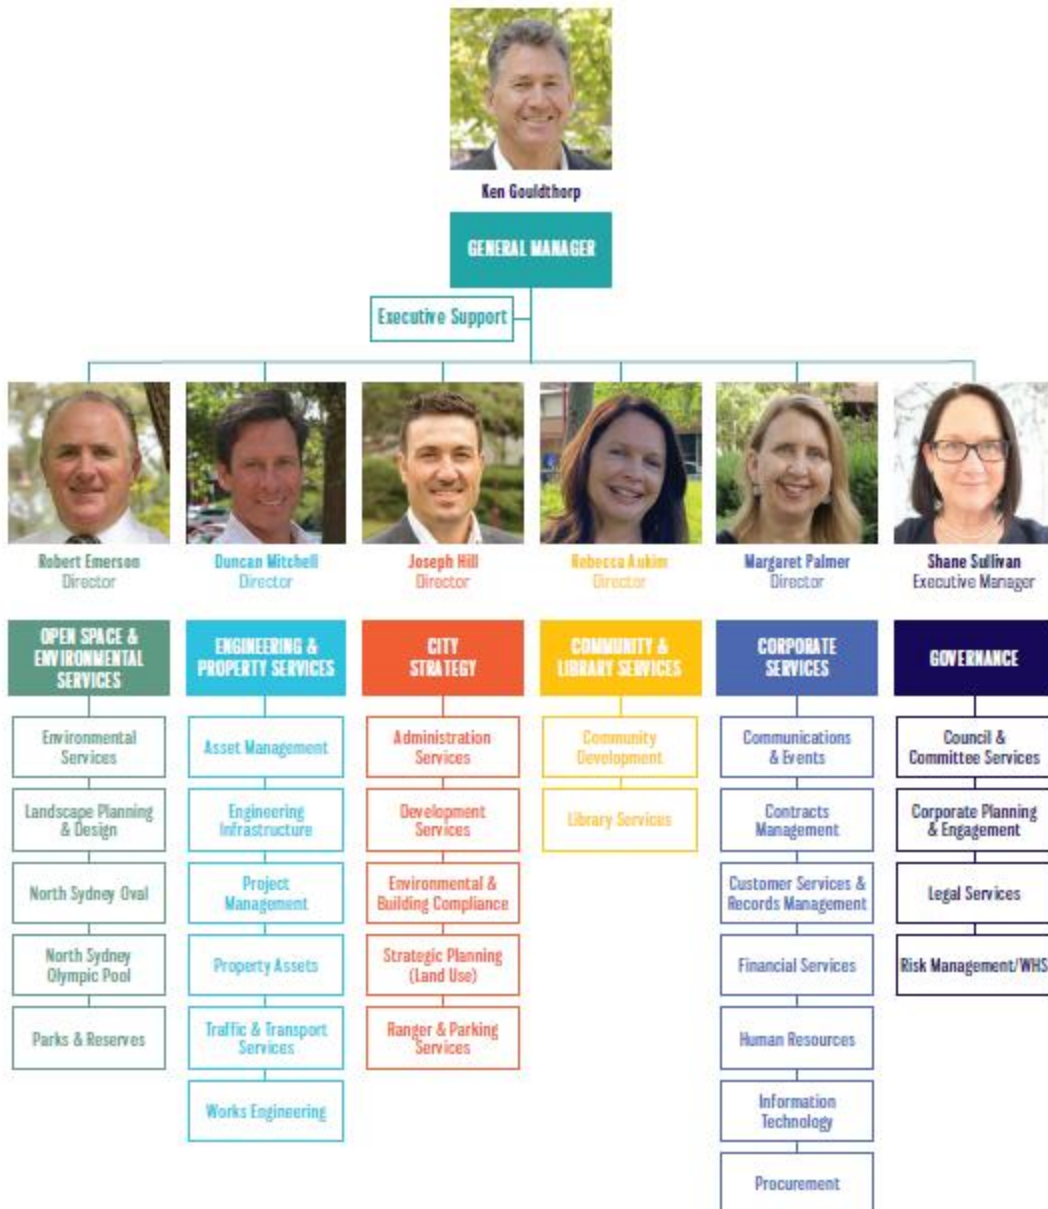 Ken Gouldthorp
GENERAL MANAGER
Executive Support
Robert Emerson
Director
Duncan Mitchell
Director
Joseph Hill
Director
Rebecca Aukim
Director
Margaret Palmer
Director
Shane Sullivan
Executive Manager
OPEN SPACE &
ENVIRONMENTAL
SERVICES
Environmental
Services
Landscape Planning
& Design
North Sydney Oval
North Sydney
Olympic Pool
Parks & Reserves
ENGINEERING &
PROPERTY SERVICES
Asset Management
Engineering
Infrastructure
Project
Management
Property Assets
Traffic & Transport
Services
Works Engineering
CITY
STRATEGY
Administration
Services
Development
Services
Environmental &
Building Compliance
Strategic Planning
(Land Use)
Ranger & Parking
Services
COMMUNITY &
LIBRARY SERVICES
Community
Development
Library Services
CORPORATE
SERVICES
Communications
& Events
Contracts
Management
Customer Services &
Records Management
Financial Services
Human Resources
Information
Technology
Procurement
GOVERNANCE
Council &
Committee Services
Corporate Planning
& Engagement
Legal Services
Risk Management/WHS